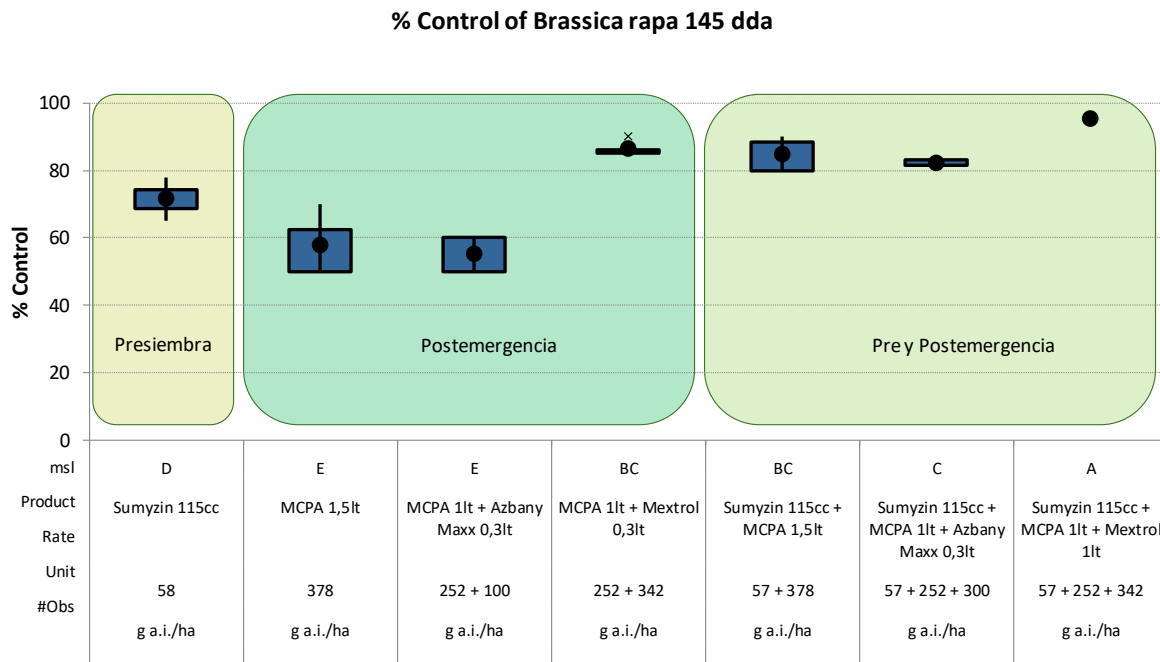 % Control of Brassica rapa 145 dda
% Control
100
80
60
40
20
0
Presiembra
Postemergencia
Pre y Postemergencia
msl
Product
Rate
Unit
#Obs
D
Sumyzin 115cc
58
g a.i./ha
E
MCPA 1,5lt
378
g a.i./ha
E
MCPA 1lt + Azbany
Maxx 0,3lt
252 + 100
g a.i./ha
BC
MCPA 1lt + Mextrol
0,3lt
252 + 342
g a.i./ha
BC
Sumyzin 115cc +
MCPA 1,5lt
57 + 378
g a.i./ha
C
Sumyzin 115cc +
MCPA 1lt + Azbany
Maxx 0,3lt
57 + 252 + 300
g a.i./ha
A
Sumyzin 115cc +
MCPA 1lt + Mextrol
1lt
57 + 252 + 342
g a.i./ha